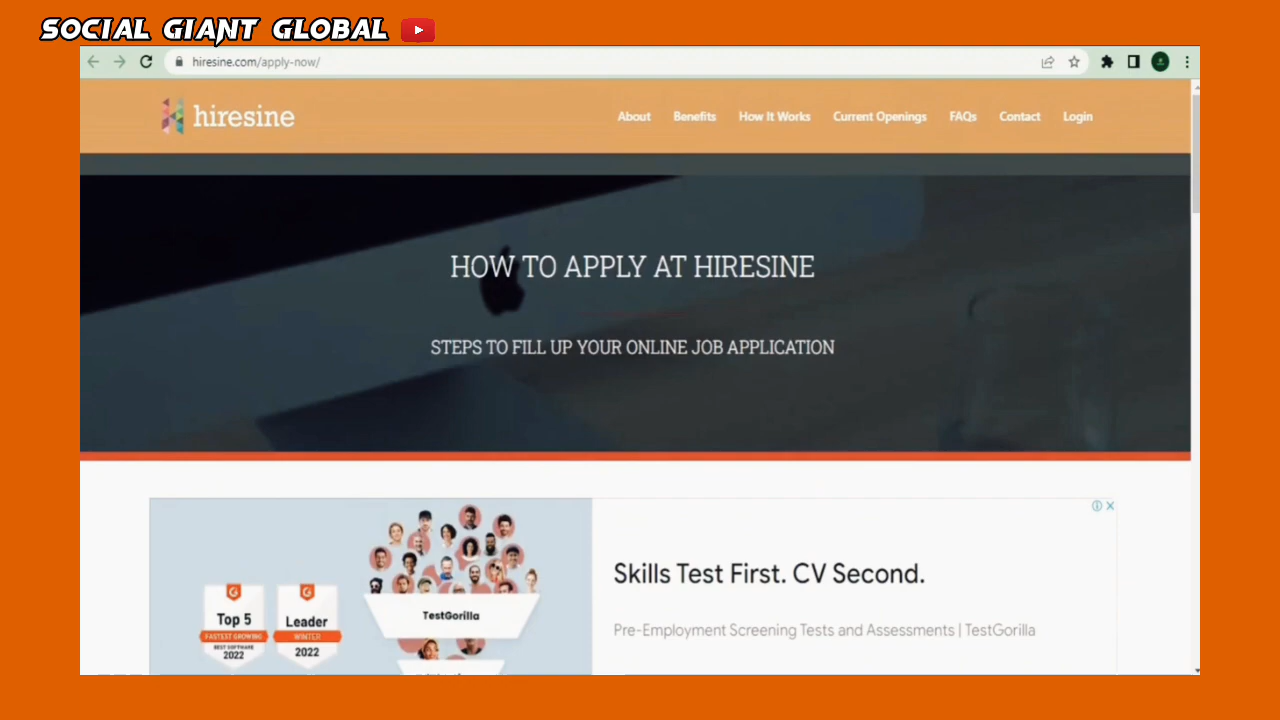 SOCIAL GIANT GLOBAL
hiresine.com/apply-now/
hiresine
About Benefits How It Works Current Openings FAQs Contact Login
HOW TO APPLY AT HIRESINE
STEPS TO FILL UP YOUR ONLINE JOB APPLICATION
Skills Test First. CV Second.
Pre-Employment Screening Tests and Assessments | TestGorilla
TestGorilla
Top 5
FASTEST GROWING
BEST SOFTWARE
2022
Leader
WINTER
2022